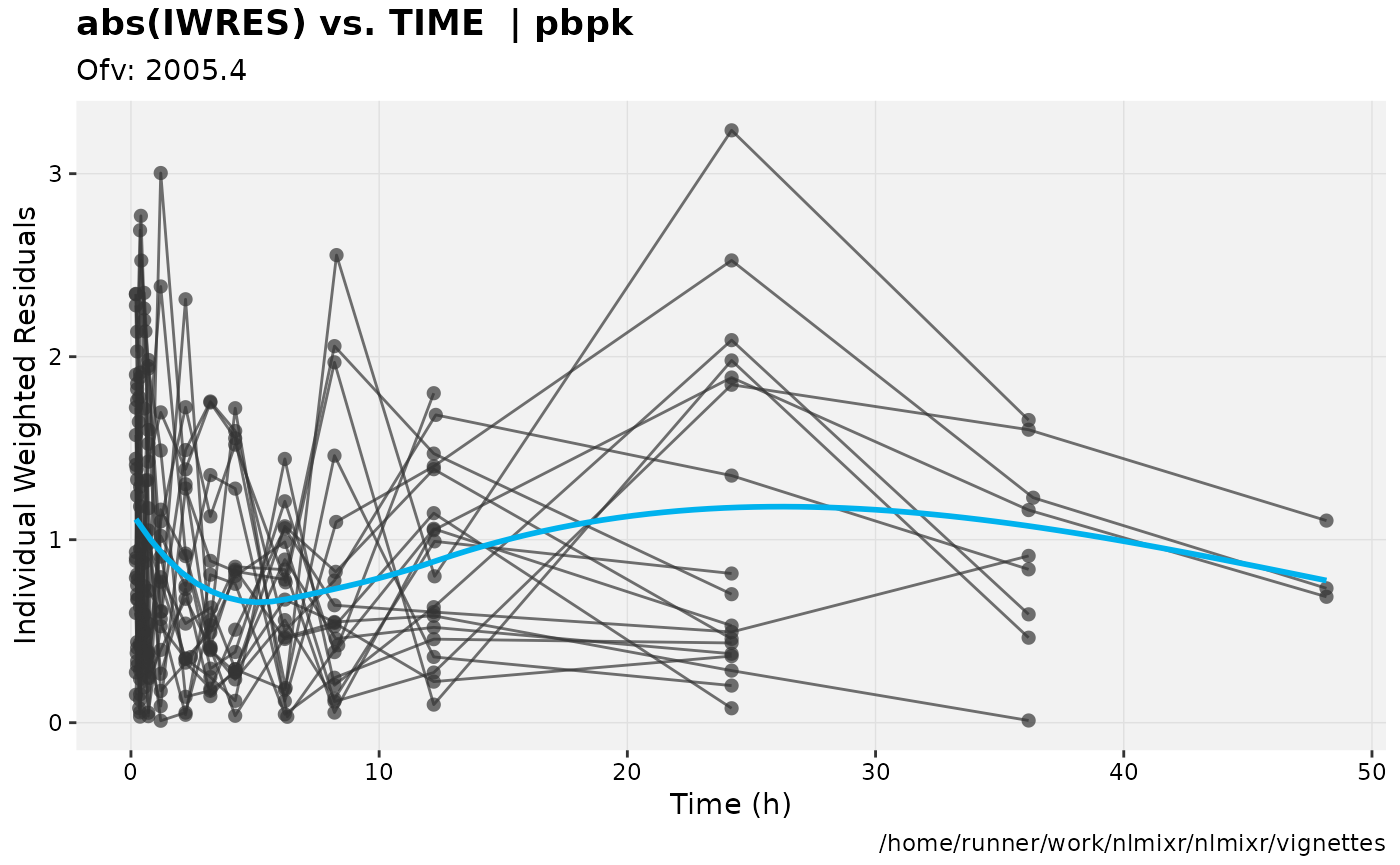 abs(IWRES) vs. TIME  | pbpk
Ofv: 2005.4
Individual Weighted Residuals
3
2
1
0
0 10 20 30 40 50
Time (h)
/home/runner/work/nlmixr/nlmixr/vignettes